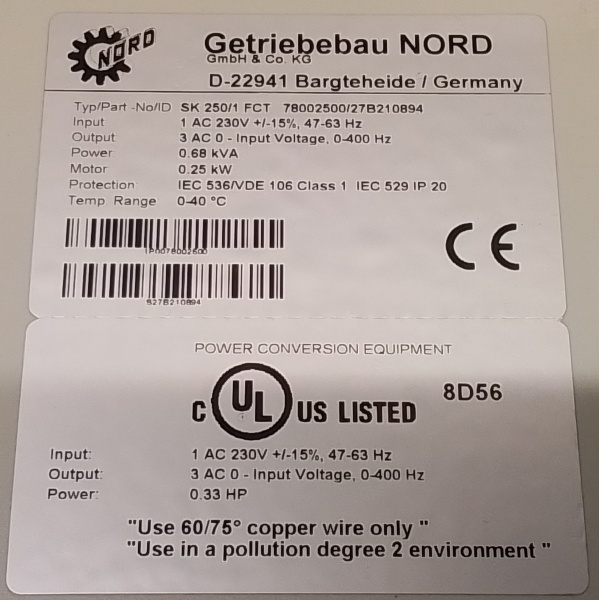 NORD
Getriebebau NORD
GmbH & Co. KG
D-22941 Bargteheide / Germany
Typ/Part -No/ID SK 250/1 FCT 78002500/27B210894
Input 1 AC 230V +/-15%, 47-63 Hz
Output 3 AC 0 - Input Voltage, 0-400 Hz
Power 0.68 kVA
Motor 0.25 kW
Protection IEC 536/VDE 106 Class 1 IEC 529 IP 20
Temp. Range 0-40 °C
1P0078002500
S27B210894
CE
POWER CONVERSION EQUIPMENT
C UL US LISTED 8D56
Input: 1 AC 230V +/-15%, 47-63 Hz
Output: 3 AC 0 - Input Voltage, 0-400 Hz
Power: 0.33 HP
"Use 60/75° copper wire only "
"Use in a pollution degree 2 environment "